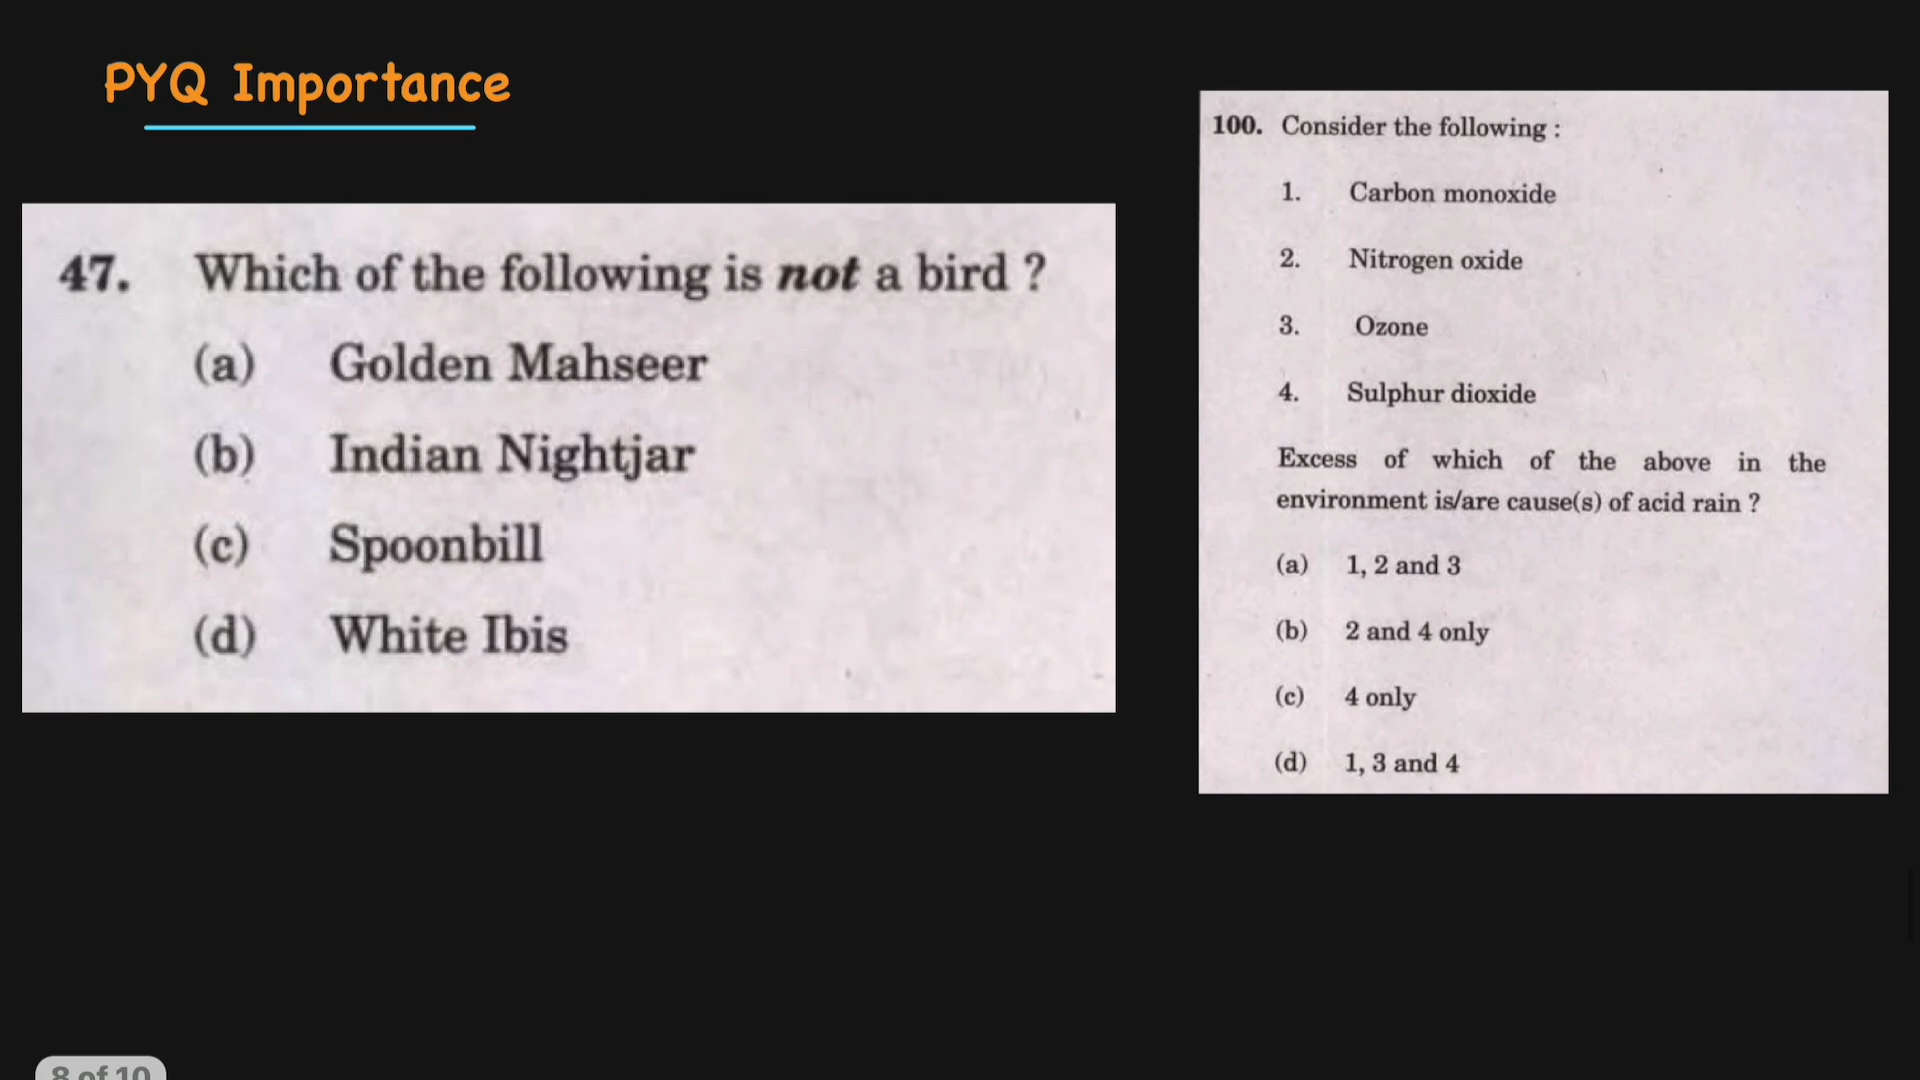 PYQ Importance
47. Which of the following is not a bird ?
(a) Golden Mahseer
(b) Indian Nightjar
(c) Spoonbill
(d) White Ibis
100. Consider the following :
1. Carbon monoxide
2. Nitrogen oxide
3. Ozone
4. Sulphur dioxide
Excess of which of the above in the
environment is/are cause(s) of acid rain ?
(a) 1, 2 and 3
(b) 2 and 4 only
(c) 4 only
(d) 1, 3 and 4
8 of 10